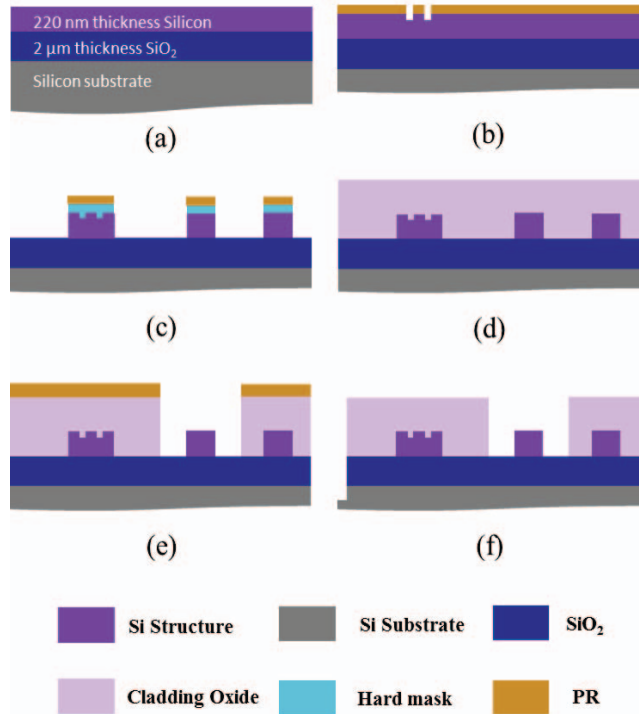 220 nm thickness Silicon
2 μm thickness SiO₂
Silicon substrate
(a)
(b)
(c)
(d)
(e)
(f)
Si Structure
Si Substrate
SiO₂
Cladding Oxide
Hard mask
PR